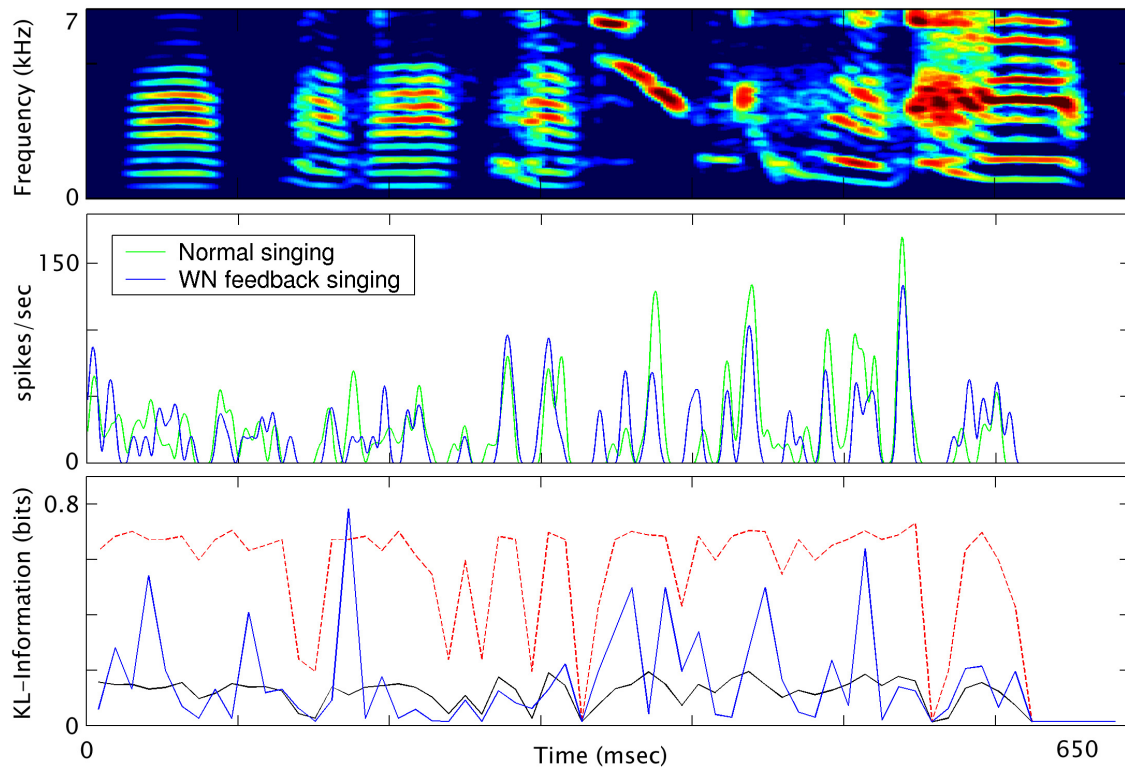 7
Frequency (kHz)
0
Normal singing
WN feedback singing
150
spikes/sec
0
0.8
KL-Information (bits)
0
0
Time (msec)
650